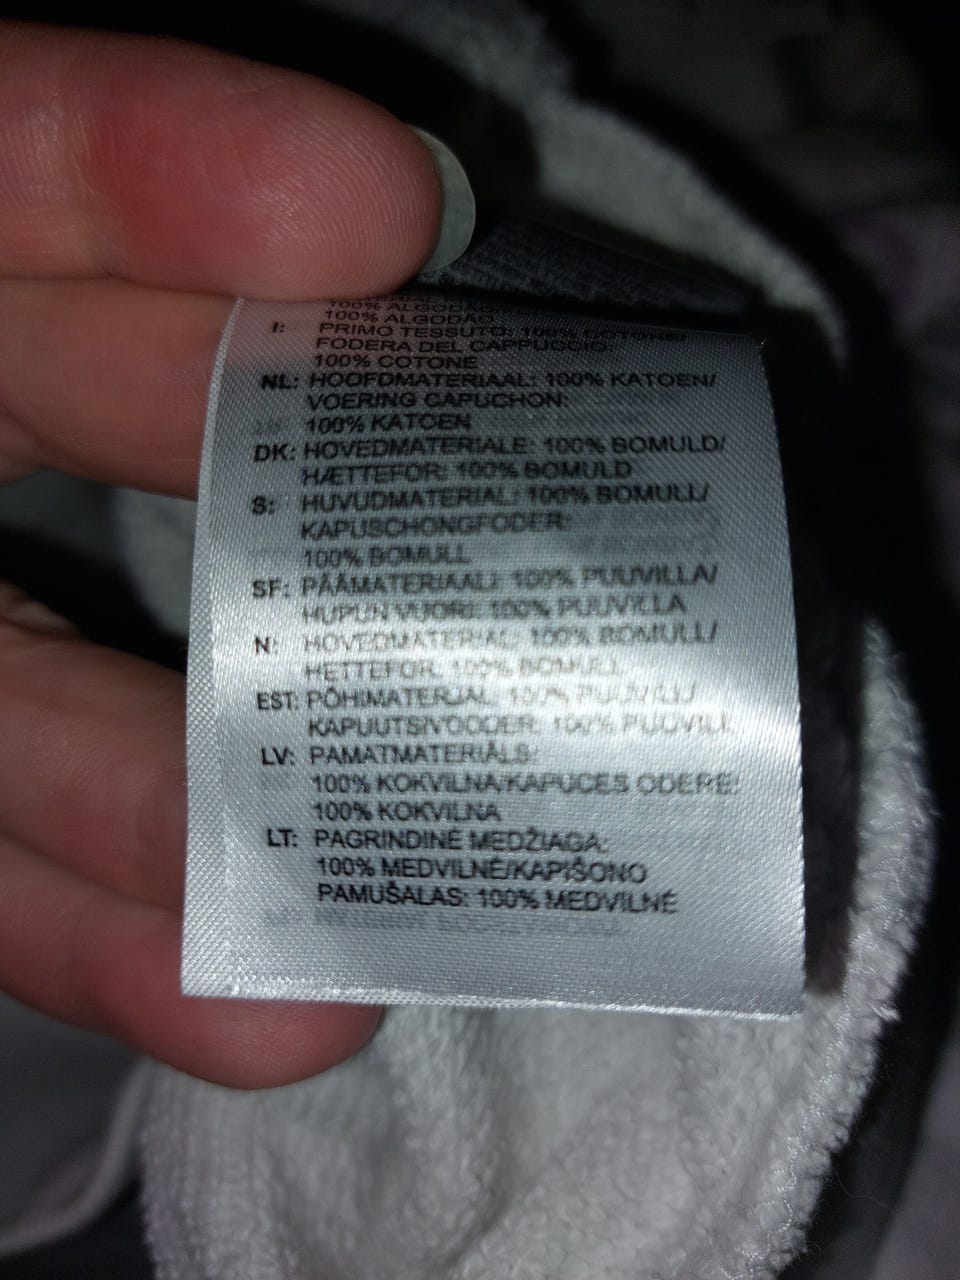 100% ALGODÃO
100% ALGODÃO
I: PRIMO TESSUTO: 100% COTONE/
FODERA DEL CAPPUCCIO:
100% COTONE
NL: HOOFDMATERIAAL: 100% KATOEN/
VOERING CAPUCHON:
100% KATOEN
DK: HOVEDMATERIALE: 100% BOMULD/
HÆTTEFOR: 100% BOMULD
S: HUVUDMATERIAL: 100% BOMULL/
KAPUSCHONGFODER:
100% BOMULL
SF: PÄÄMATERIAALI: 100% PUUVILLA/
HUPUN VUORI: 100% PUUVILLA
N: HOVEDMATERIAL: 100% BOMULL/
HETTEFOR: 100% BOMULL
EST: PÕHIMATERJAL: 100% PUUVILL/
KAPUUTSIVOODER: 100% PUUVILL
LV: PAMATMATERIĀLS:
100% KOKVILNA/KAPUCES ODERE:
100% KOKVILNA
LT: PAGRINDINĖ MEDŽIAGA:
100% MEDVILNĖ/KAPIŠONO
PAMUŠALAS: 100% MEDVILNĖ